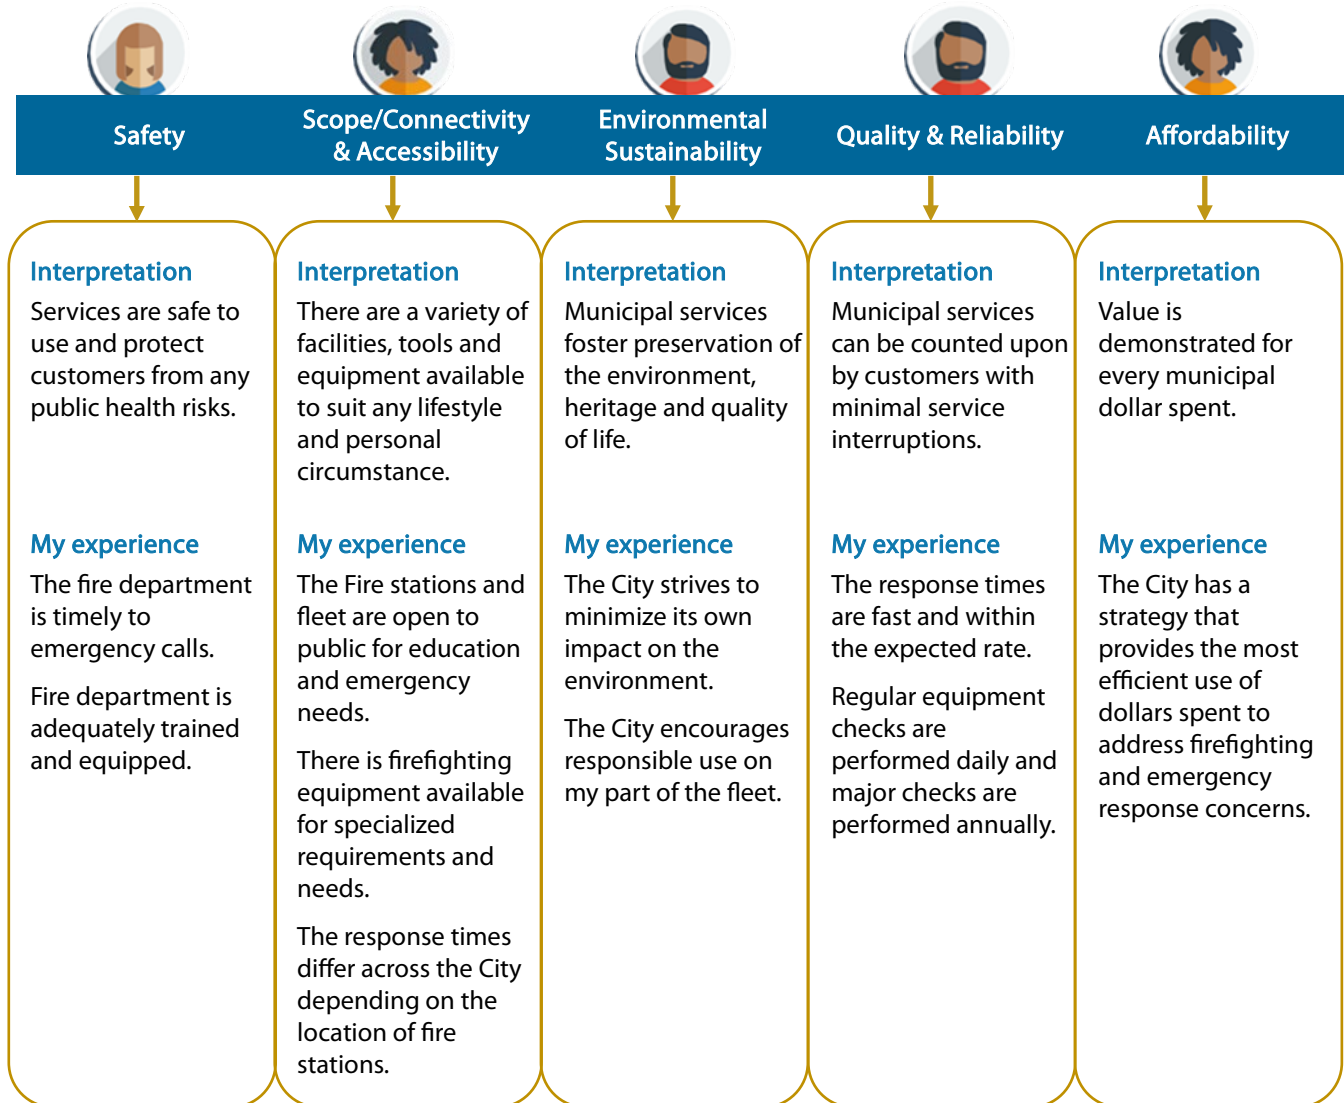 Safety
Scope/Connectivity
& Accessibility
Environmental
Sustainability
Quality & Reliability
Affordability
Interpretation
Services are safe to
use and protect
customers from any
public health risks.
My experience
The fire department
is timely to
emergency calls.
Fire department is
adequately trained
and equipped.
Interpretation
There are a variety of
facilities, tools and
equipment available
to suit any lifestyle
and personal
circumstance.
My experience
The Fire stations and
fleet are open to
public for education
and emergency
needs.
There is firefighting
equipment available
for specialized
requirements and
needs.
The response times
differ across the City
depending on the
location of fire
stations.
Interpretation
Municipal services
foster preservation of
the environment,
heritage and quality
of life.
My experience
The City strives to
minimize its own
impact on the
environment.
The City encourages
responsible use on
my part of the fleet.
Interpretation
Municipal services
can be counted upon
by customers with
minimal service
interruptions.
My experience
The response times
are fast and within
the expected rate.
Regular equipment
checks are
performed daily and
major checks are
performed annually.
Interpretation
Value is
demonstrated for
every municipal
dollar spent.
My experience
The City has a
strategy that
provides the most
efficient use of
dollars spent to
address firefighting
and emergency
response concerns.